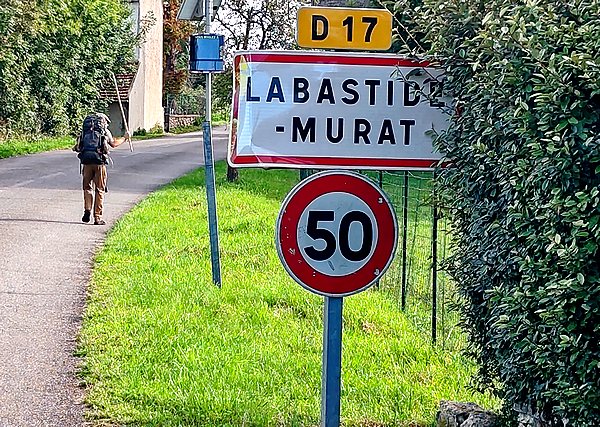 D 17
LABASTIDE
-MURAT
50